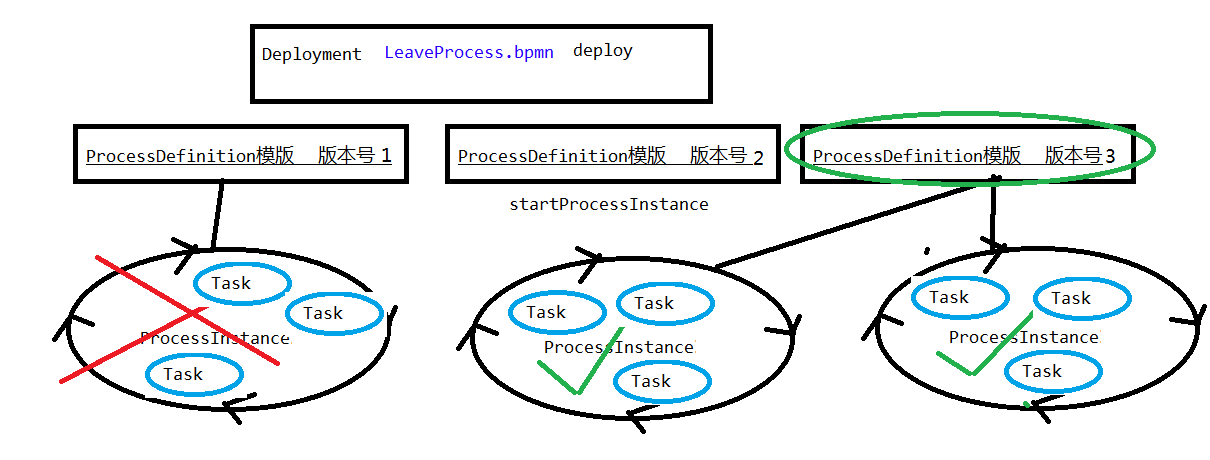 Deployment LeaveProcess.bpmn deploy
ProcessDefinition模版 版本号 1
ProcessDefinition模版 版本号 2
ProcessDefinition模版 版本号 3
startProcessInstance
Task
Task
ProcessInstance
Task
Task
Task
ProcessInstance
Task
Task
Task
ProcessInstance
Task